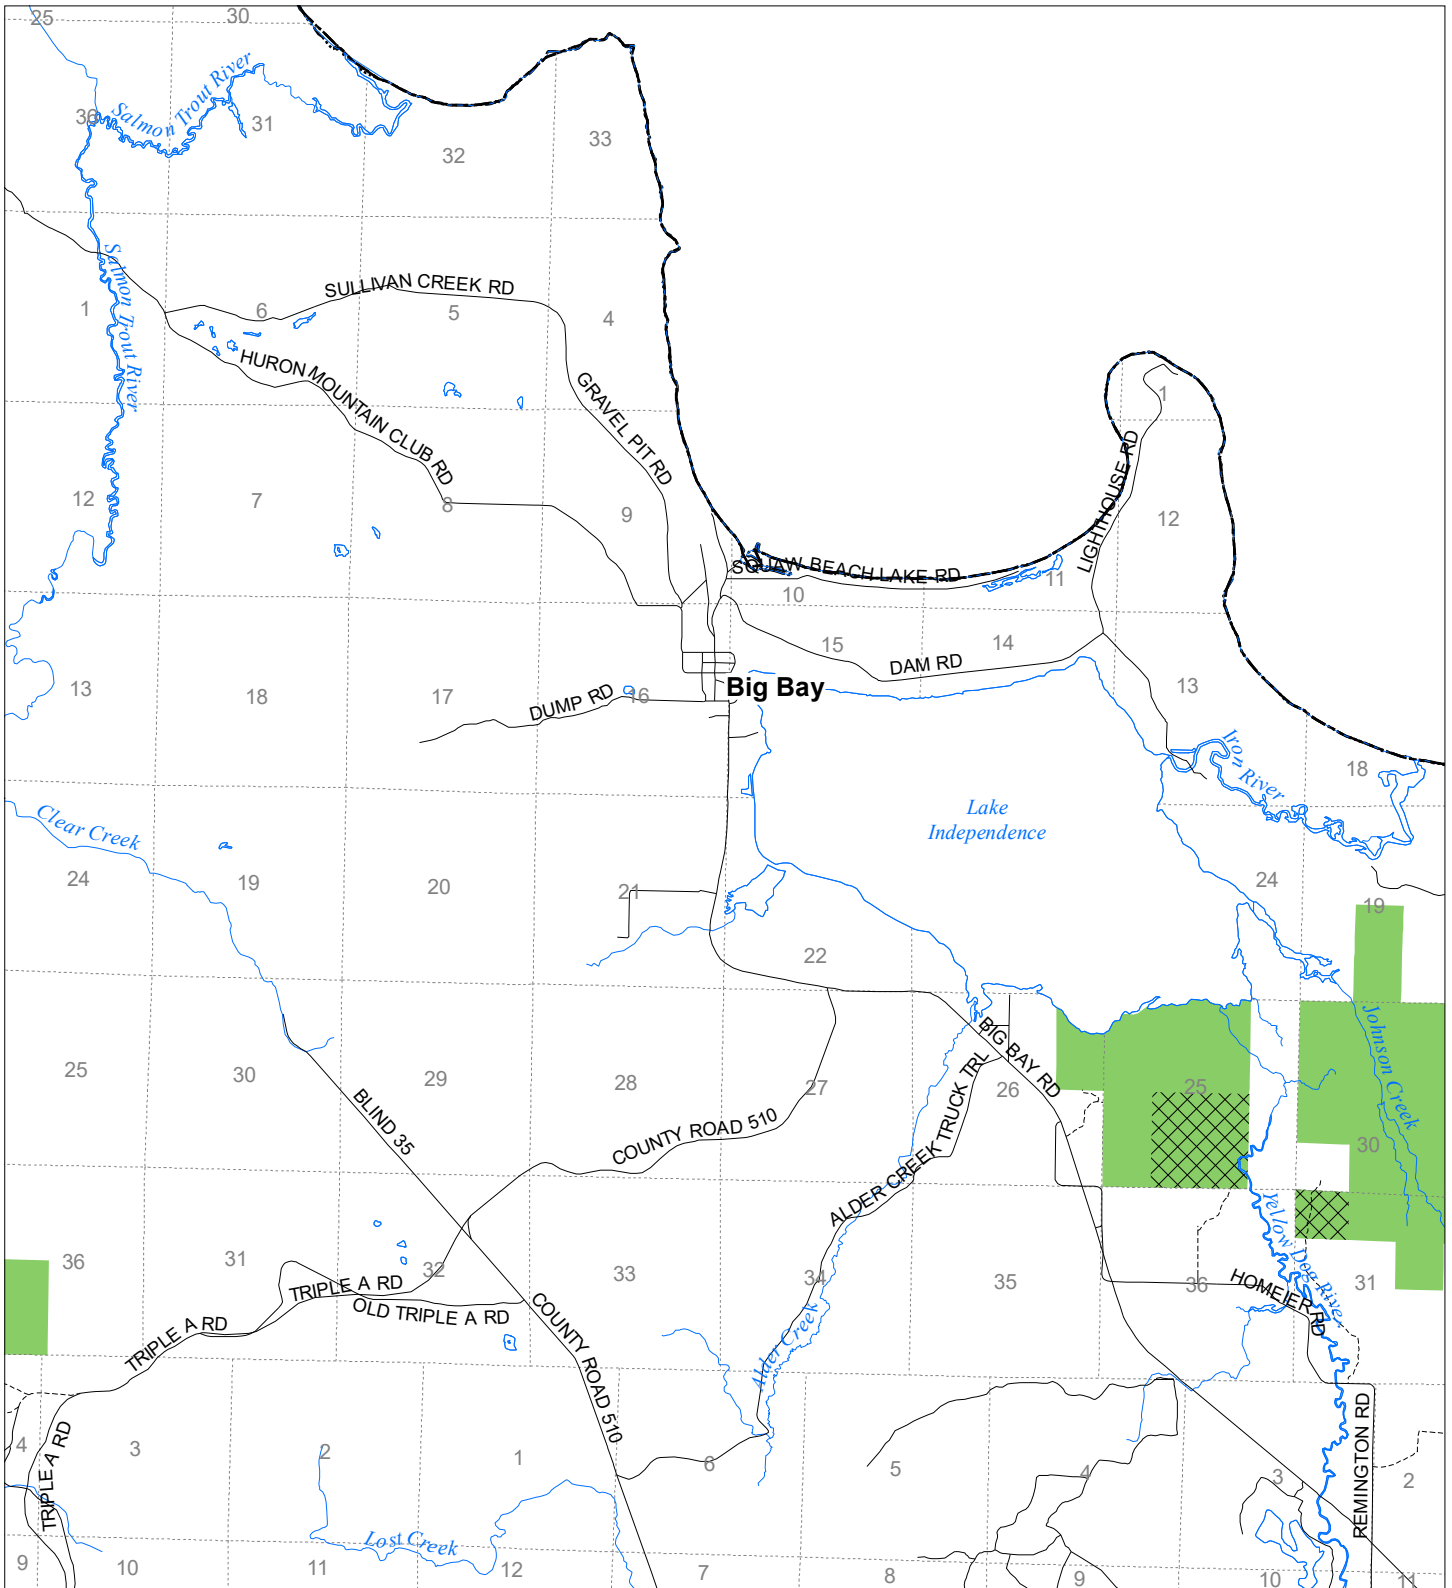 25
30
Salmon Trout River
36
31
32
33
Salmon Trout River
SULLIVAN CREEK RD
1
6
5
4
HURON MOUNTAIN CLUB RD
GRAVEL PIT RD
1
LIGHTHOUSE RD
12
7
8
9
12
SQUAW BEACH LAKE RD
10
11
15
14
DAM RD
13
18
17
DUMP RD
16
Big Bay
13
Iron River
18
Clear Creek
Lake
Independence
24
19
20
21
22
24
19
25
30
29
28
27
BIG BAY RD
26
25
Johnson Creek
30
BLIND 35
COUNTY ROAD 510
ALDER CREEK TRUCK TRL
Yellow Dog River
36
31
32
33
34
35
36
31
TRIPLE A RD
OLD TRIPLE A RD
HOMEIER RD
TRIPLE A RD
COUNTY ROAD 510
Alder Creek
TRIPLE A RD
4
3
2
1
6
5
4
3
REMINGTON RD
2
Lost Creek
9
10
11
12
7
8
9
10
11